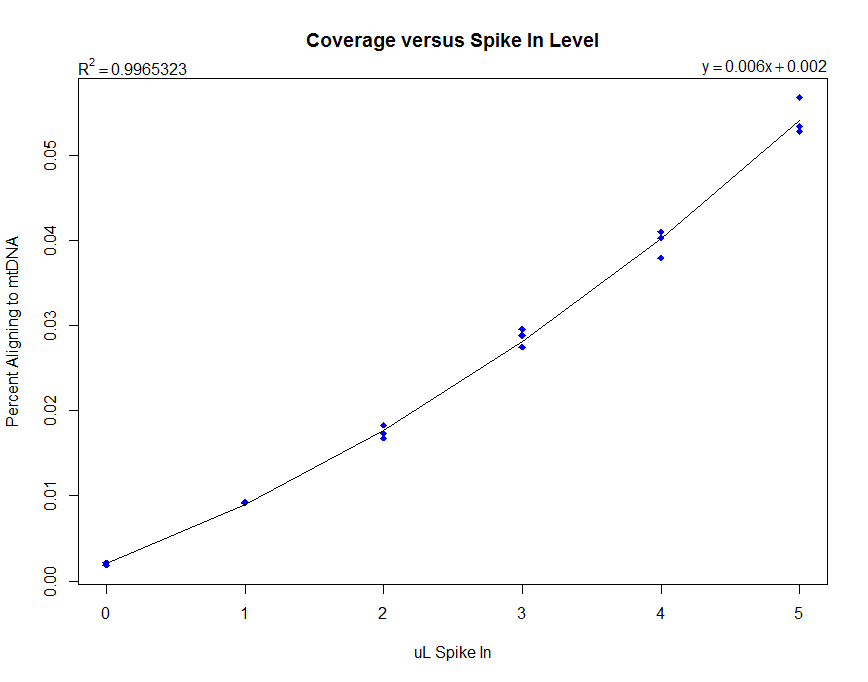 Coverage versus Spike In Level
R² = 0.9965323
y = 0.006x + 0.002
Percent Aligning to mtDNA
0.05
0.04
0.03
0.02
0.01
0.00
0 1 2 3 4 5
uL Spike In